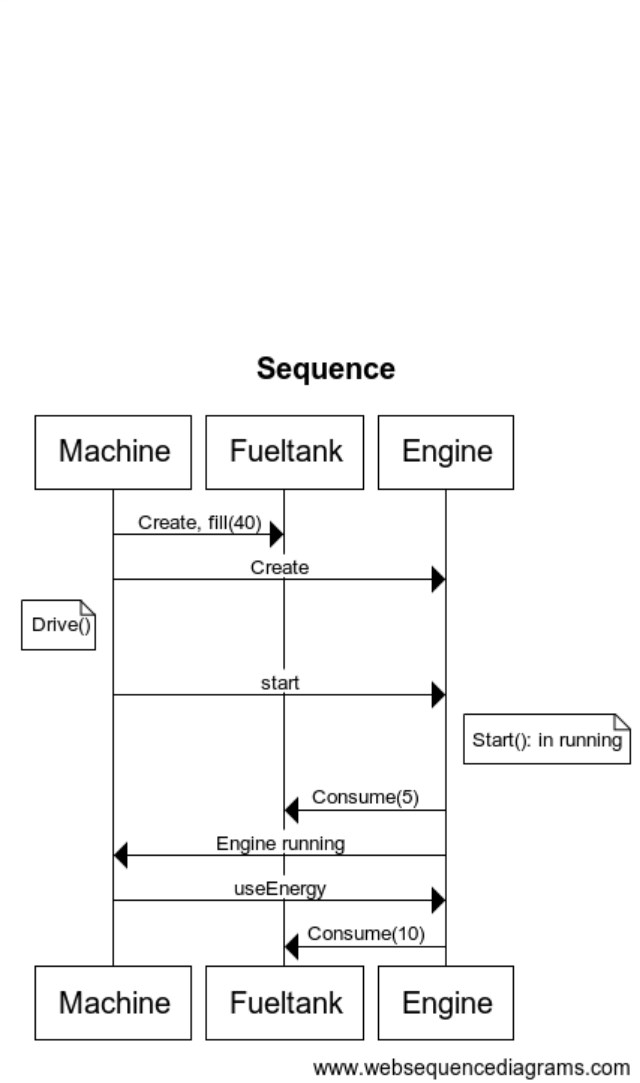 Sequence
Machine
Fueltank
Engine
Create, fill(40)
Create
Drive()
start
Start(): in running
Consume(5)
Engine running
useEnergy
Consume(10)
Machine
Fueltank
Engine
www.websequencediagrams.com